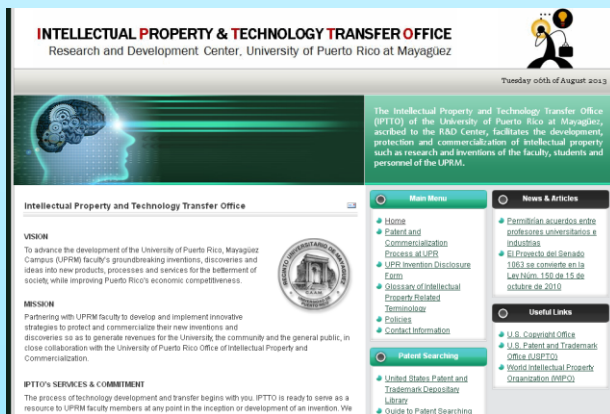 INTELLECTUAL PROPERTY & TECHNOLOGY TRANSFER OFFICE
Research and Development Center, University of Puerto Rico at Mayagüez
Tuesday 06th of August 2013
The Intellectual Property and Technology Transfer Office
(IPTTO) of the University of Puerto Rico at Mayagüez,
ascribed to the R&D Center, facilitates the development,
protection and commercialization of intellectual property
such as research and inventions of the faculty, students and
personnel of the UPRM.
Intellectual Property and Technology Transfer Office
VISION
To advance the development of the University of Puerto Rico, Mayagüez
Campus (UPRM) faculty's groundbreaking inventions, discoveries and
ideas into new products, processes and services for the betterment of
society, while improving Puerto Rico's economic competitiveness.
MISSION
Partnering with UPRM faculty to develop and implement innovative
strategies to protect and commercialize their new inventions and
discoveries so as to generate revenues for the University, the community and the general public, in
close collaboration with the University of Puerto Rico Office of Intellectual Property and
Commercialization.
IPTTO's SERVICES & COMMITMENT
The process of technology development and transfer begins with you. IPTTO is ready to serve as a
resource to UPRM faculty members at any point in the inception or development of an invention. We
Main Menu
Home
Patent and
Commercialization
Process at UPR
UPR Invention Disclosure
Form
Glossary of Intellectual
Property Related
Terminology
Policies
Contact Information
Patent Searching
United States Patent and
Trademark Depositary
Library
Guide to Patent Searching
News & Articles
Permitirían acuerdos entre
profesores universitarios e
industrias
El Proyecto del Senado
1063 se convierte en la
Ley Núm. 150 de 15 de
octubre de 2010
Useful Links
U.S. Copyright Office
U.S. Patent and Trademark
Office (USPTO)
World Intellectual Property
Organization (WIPO)